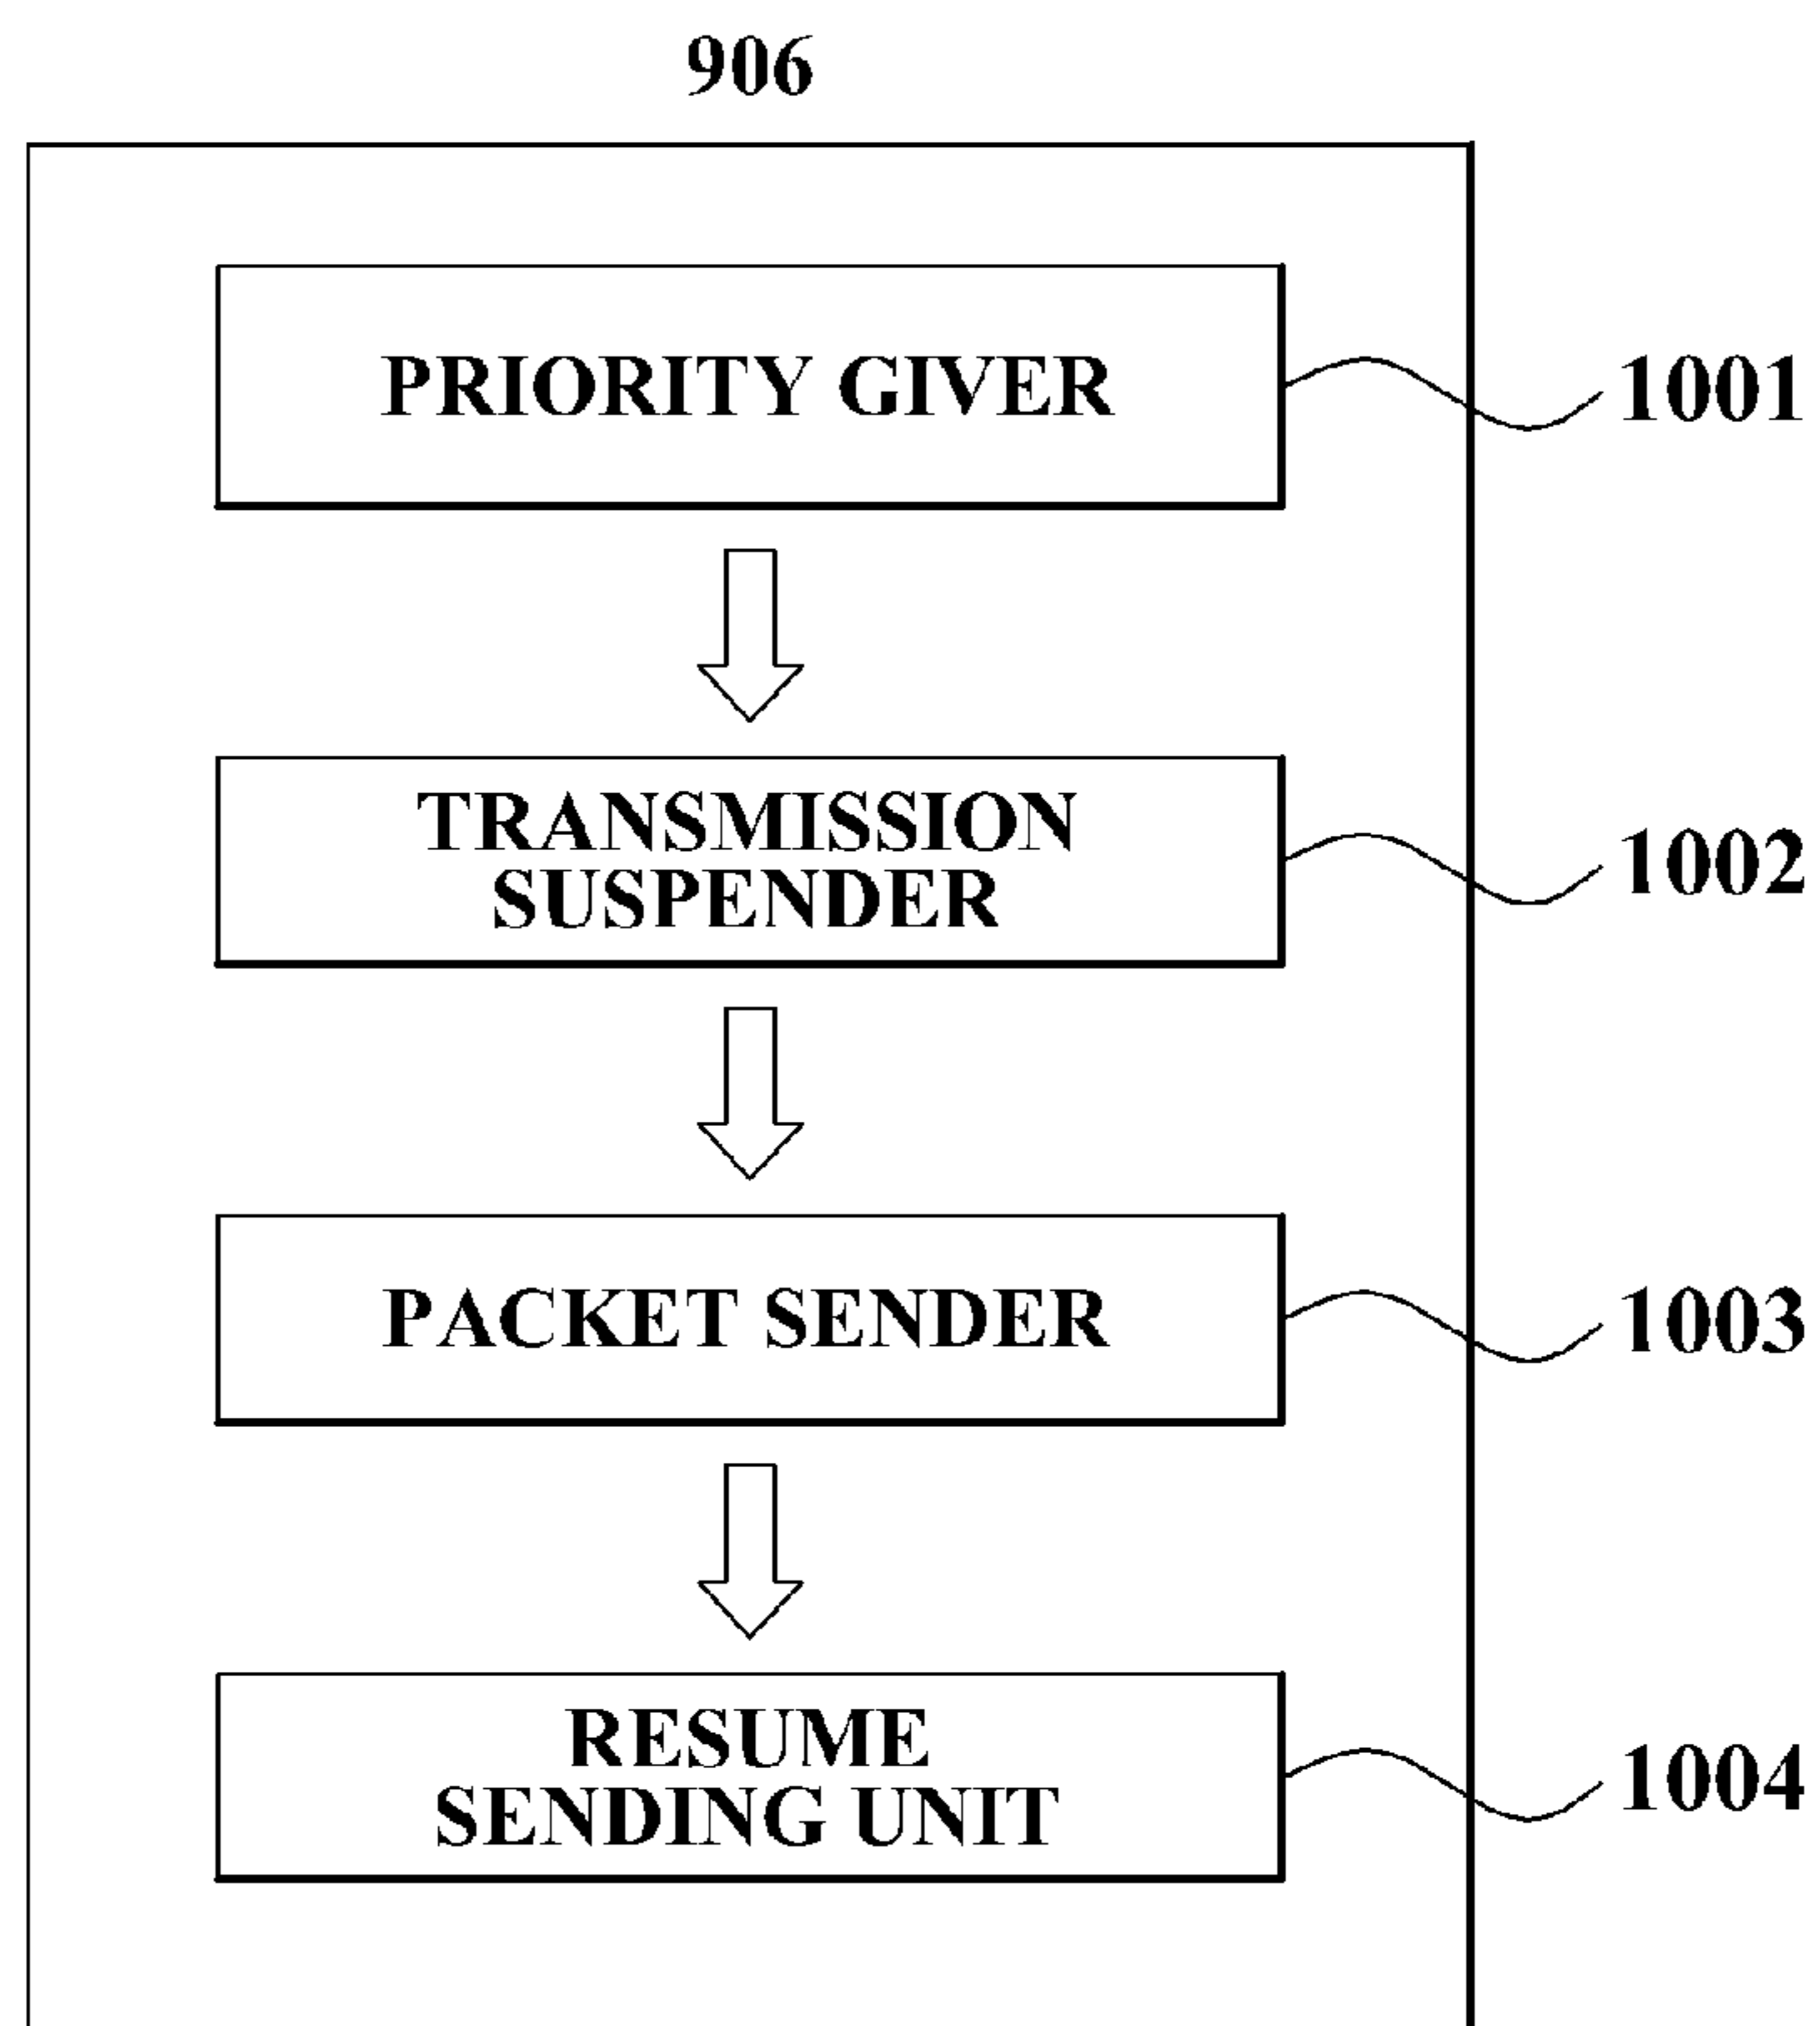 906
PRIORITY GIVER
1001
TRANSMISSION
SUSPENDER
1002
PACKET SENDER
1003
RESUME
SENDING UNIT
1004